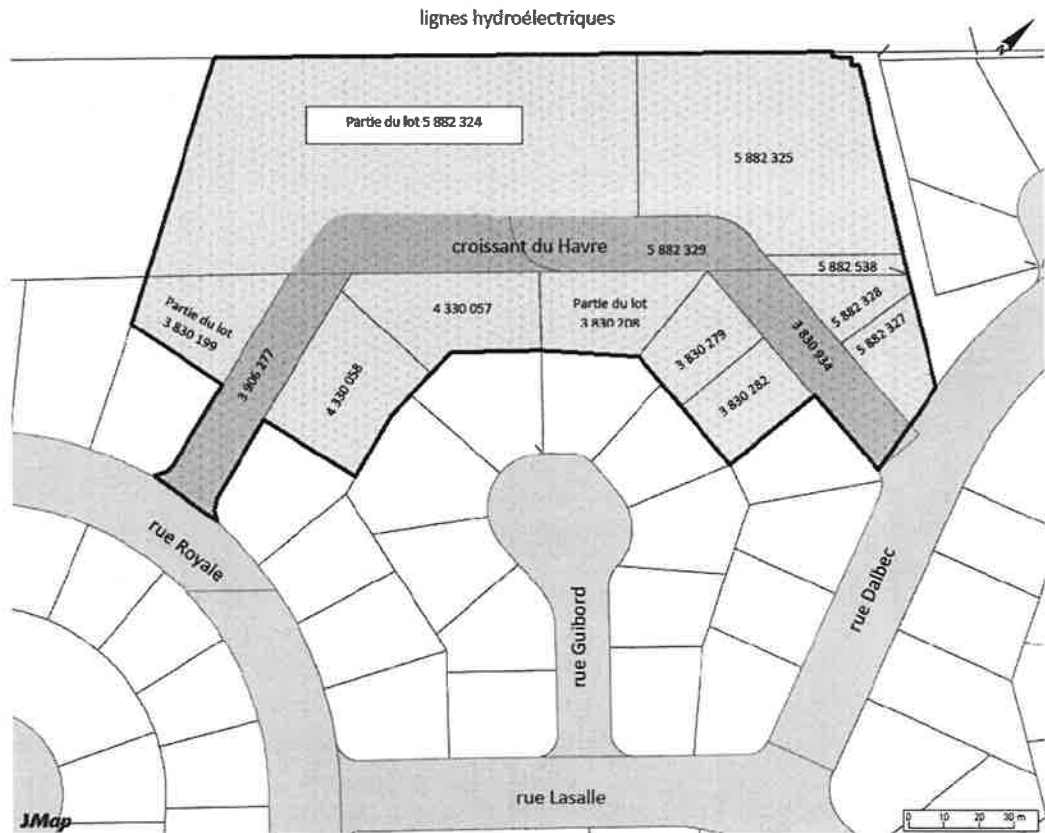 lignes hydroélectriques
N
Partie du lot 5 882 324
5 882 325
croissant du Havre
5 882 329
5 882 538
Partie du lot
3 830 199
3 906 277
4 330 057
Partie du lot
3 830 208
5 882 328
5 882 327
3 830 279
3 830 934
4 330 058
3 830 282
rue Royale
rue Guibord
rue Dalbec
rue Lasalle
JMap
0 10 20 30 m